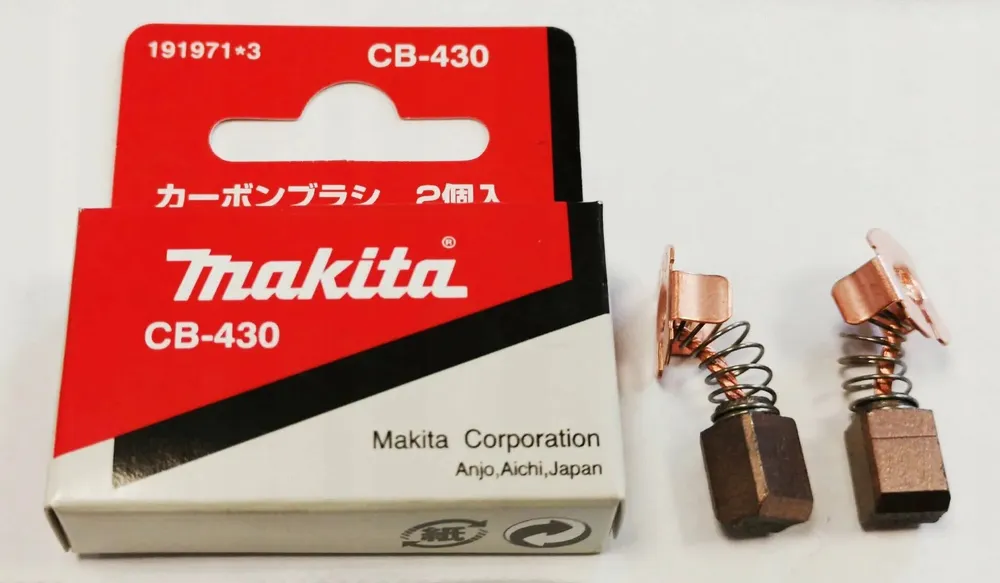 191971*3 CB-430
カーボンブラシ 2個入
makita®
CB-430
Makita Corporation
Anjo,Aichi,Japan
紙